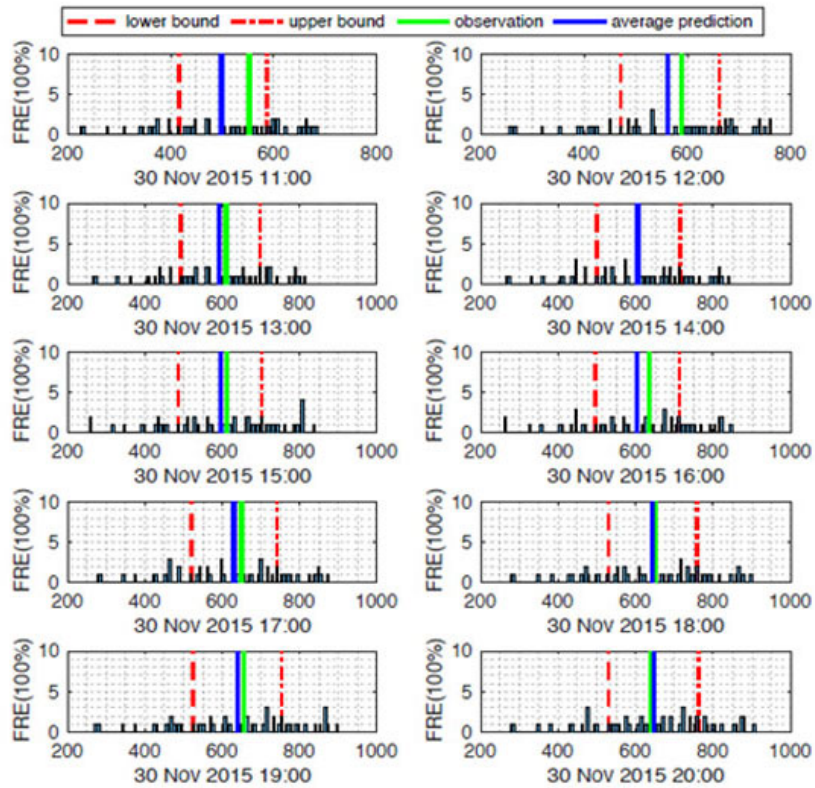 lower bound upper bound observation average prediction
FRE(100%) 10 5 0 200 400 600 800
30 Nov 2015 11:00
FRE(100%) 10 5 0 200 400 600 800
30 Nov 2015 12:00
FRE(100%) 10 5 0 200 400 600 800 1000
30 Nov 2015 13:00
FRE(100%) 10 5 0 200 400 600 800 1000
30 Nov 2015 14:00
FRE(100%) 10 5 0 200 400 600 800 1000
30 Nov 2015 15:00
FRE(100%) 10 5 0 200 400 600 800 1000
30 Nov 2015 16:00
FRE(100%) 10 5 0 200 400 600 800 1000
30 Nov 2015 17:00
FRE(100%) 10 5 0 200 400 600 800 1000
30 Nov 2015 18:00
FRE(100%) 10 5 0 200 400 600 800 1000
30 Nov 2015 19:00
FRE(100%) 10 5 0 200 400 600 800 1000
30 Nov 2015 20:00